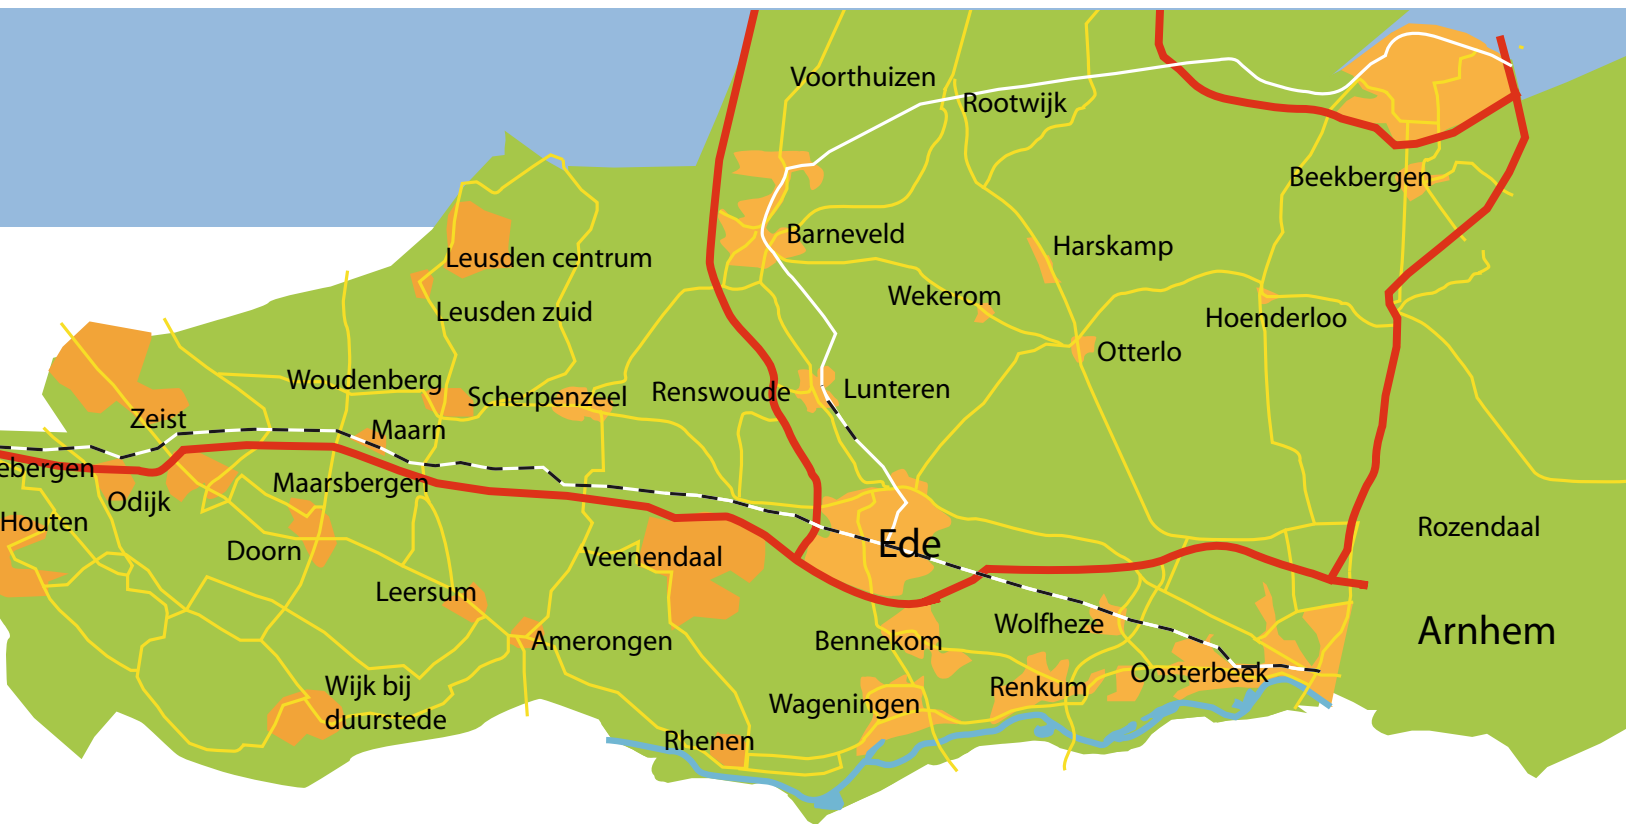 Voorthuizen
Rootwijk
Beekbergen
Barneveld
Harskamp
Leusden centrum
Wekerom
Leusden zuid
Hoenderloo
Otterlo
Woudenberg
Scherpenzeel
Renswoude
Lunteren
Zeist
Maarn
ebergen
Maarsbergen
Odijk
Houten
Rozendaal
Doorn
Veenendaal
Ede
Leersum
Wolfheze
Arnhem
Amerongen
Bennekom
Oosterbeek
Wijk bij
duurstede
Renkum
Wageningen
Rhenen